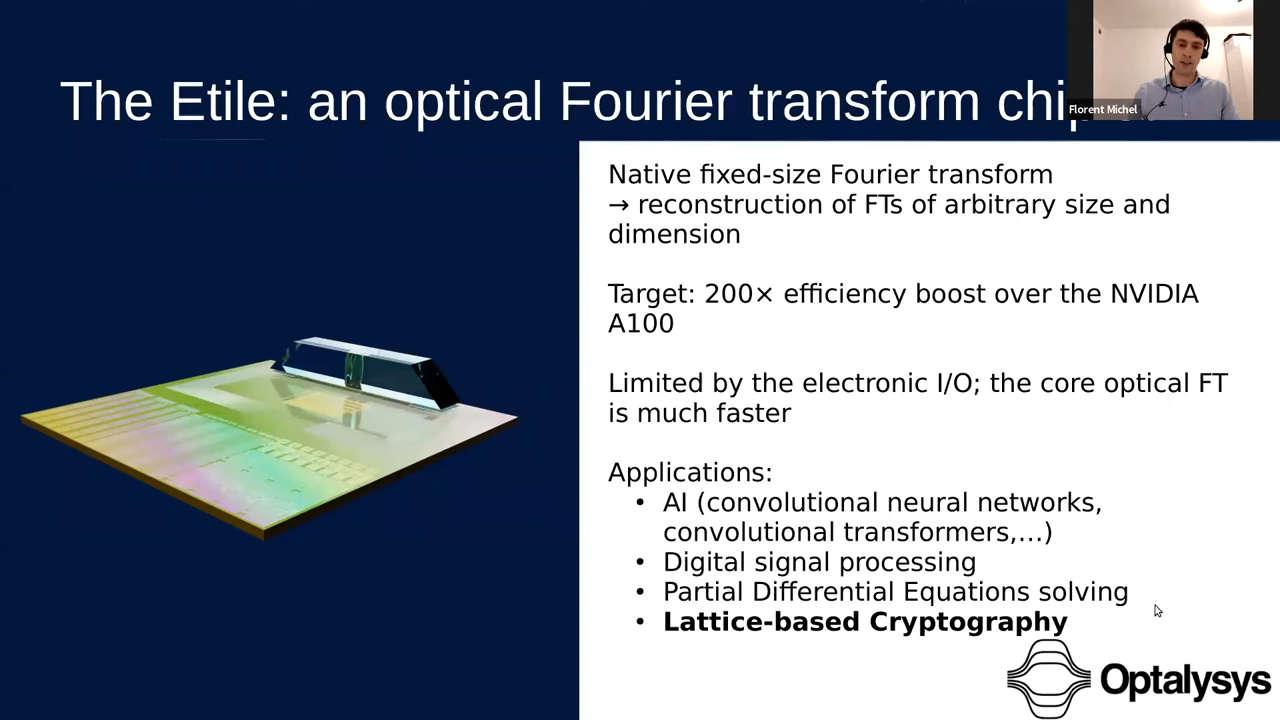 The Etile: an optical Fourier transform chip
Florent Michel
Native fixed-size Fourier transform
→ reconstruction of FTs of arbitrary size and
dimension
Target: 200× efficiency boost over the NVIDIA
A100
Limited by the electronic I/O; the core optical FT
is much faster
Applications:
• AI (convolutional neural networks,
convolutional transformers,...)
• Digital signal processing
• Partial Differential Equations solving
• Lattice-based Cryptography
Optalysys